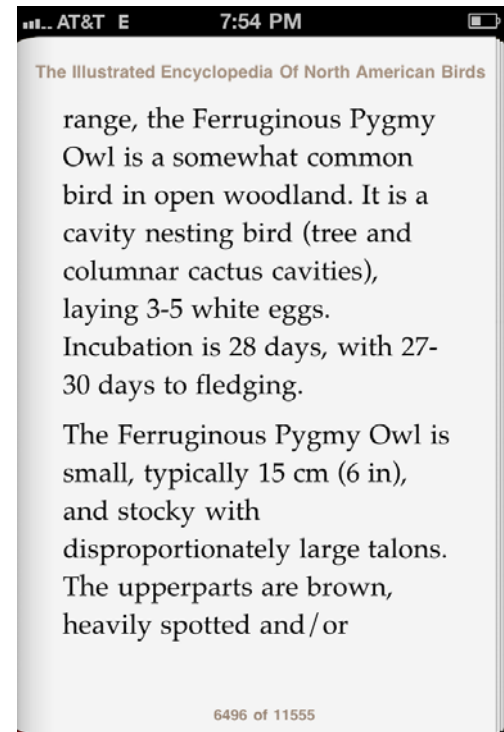 AT&T E 7:54 PM
The Illustrated Encyclopedia Of North American Birds
range, the Ferruginous Pygmy
Owl is a somewhat common
bird in open woodland. It is a
cavity nesting bird (tree and
columnar cactus cavities),
laying 3-5 white eggs.
Incubation is 28 days, with 27-
30 days to fledging.
The Ferruginous Pygmy Owl is
small, typically 15 cm (6 in),
and stocky with
disproportionately large talons.
The upperparts are brown,
heavily spotted and/or
6496 of 11555